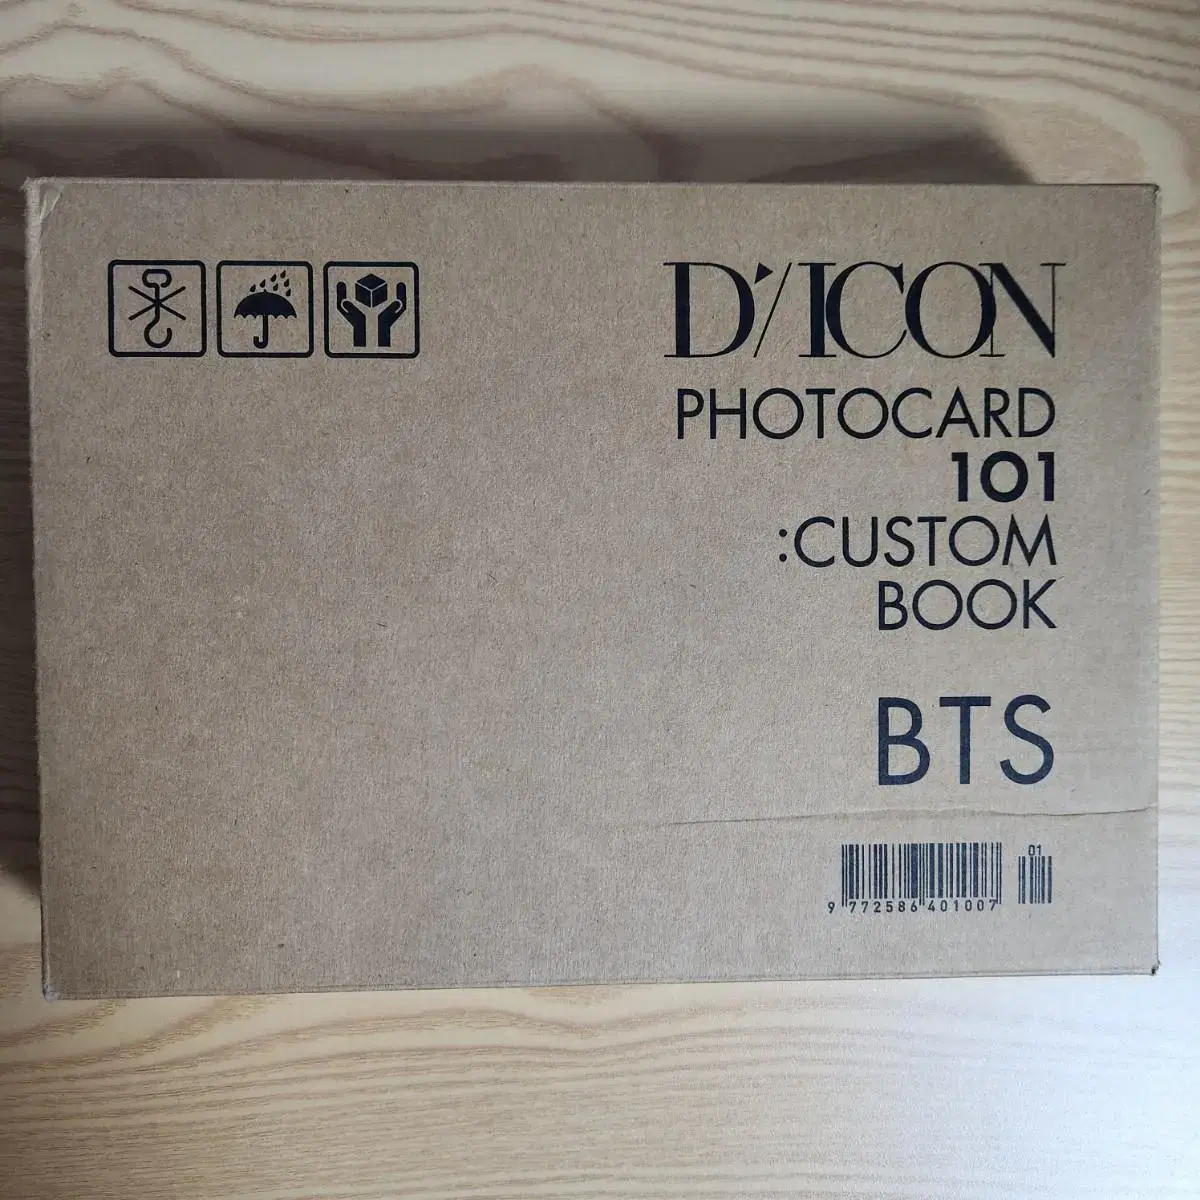 D'/ICON
PHOTOCARD
101
:CUSTOM
BOOK
BTS
01
9 772586 401007